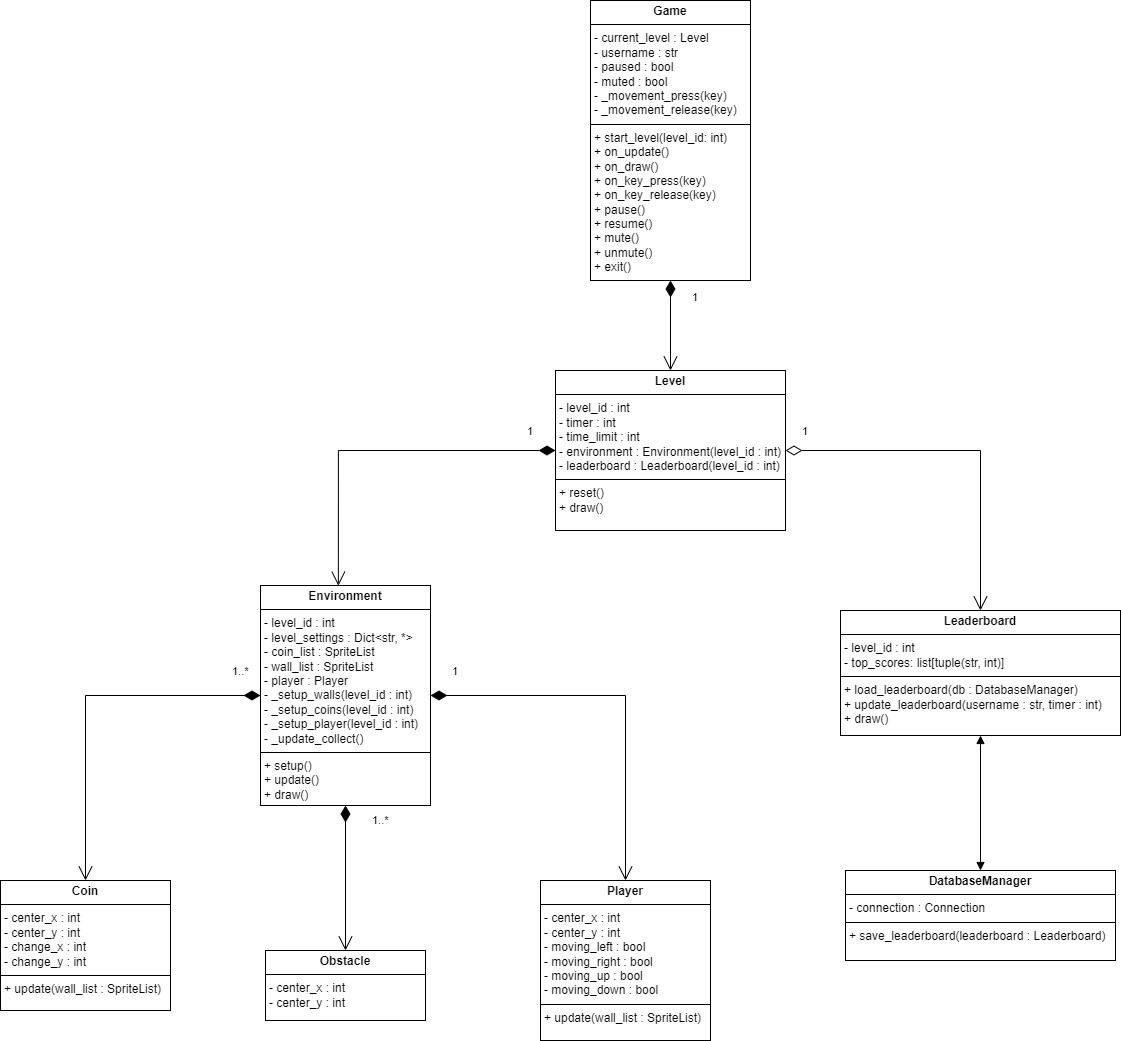 Game
- current_level : Level
- username : str
- paused : bool
- muted : bool
- _movement_press(key)
- _movement_release(key)
+ start_level(level_id: int)
+ on_update()
+ on_draw()
+ on_key_press(key)
+ on_key_release(key)
+ pause()
+ resume()
+ mute()
+ unmute()
+ exit()
1
Level
- level_id : int
- timer : int
- time_limit : int
- environment : Environment(level_id : int)
- leaderboard : Leaderboard(level_id : int)
+ reset()
+ draw()
1
1
Environment
- level_id : int
- level_settings : Dict<str, *>
- coin_list : SpriteList
- wall_list : SpriteList
- player : Player
- _setup_walls(level_id : int)
- _setup_coins(level_id : int)
- _setup_player(level_id : int)
- _update_collect()
+ setup()
+ update()
+ draw()
1..*
1
1..*
Leaderboard
- level_id : int
- top_scores: list[tuple(str, int)]
+ load_leaderboard(db : DatabaseManager)
+ update_leaderboard(username : str, timer : int)
+ draw()
Coin
- center_x : int
- center_y : int
- change_x : int
- change_y : int
+ update(wall_list : SpriteList)
Obstacle
- center_x : int
- center_y : int
Player
- center_x : int
- center_y : int
- moving_left : bool
- moving_right : bool
- moving_up : bool
- moving_down : bool
+ update(wall_list : SpriteList)
DatabaseManager
- connection : Connection
+ save_leaderboard(leaderboard : Leaderboard)